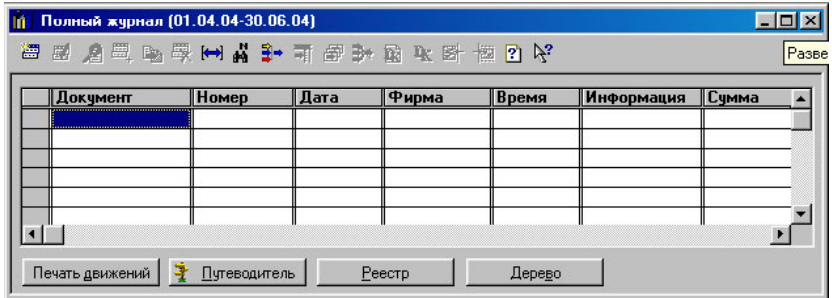 Полный журнал (01.04.04-30.06.04)
Разве
Документ Номер Дата Фирма Время Информация Сумма
Печать движений Путеводитель Реестр Дерево